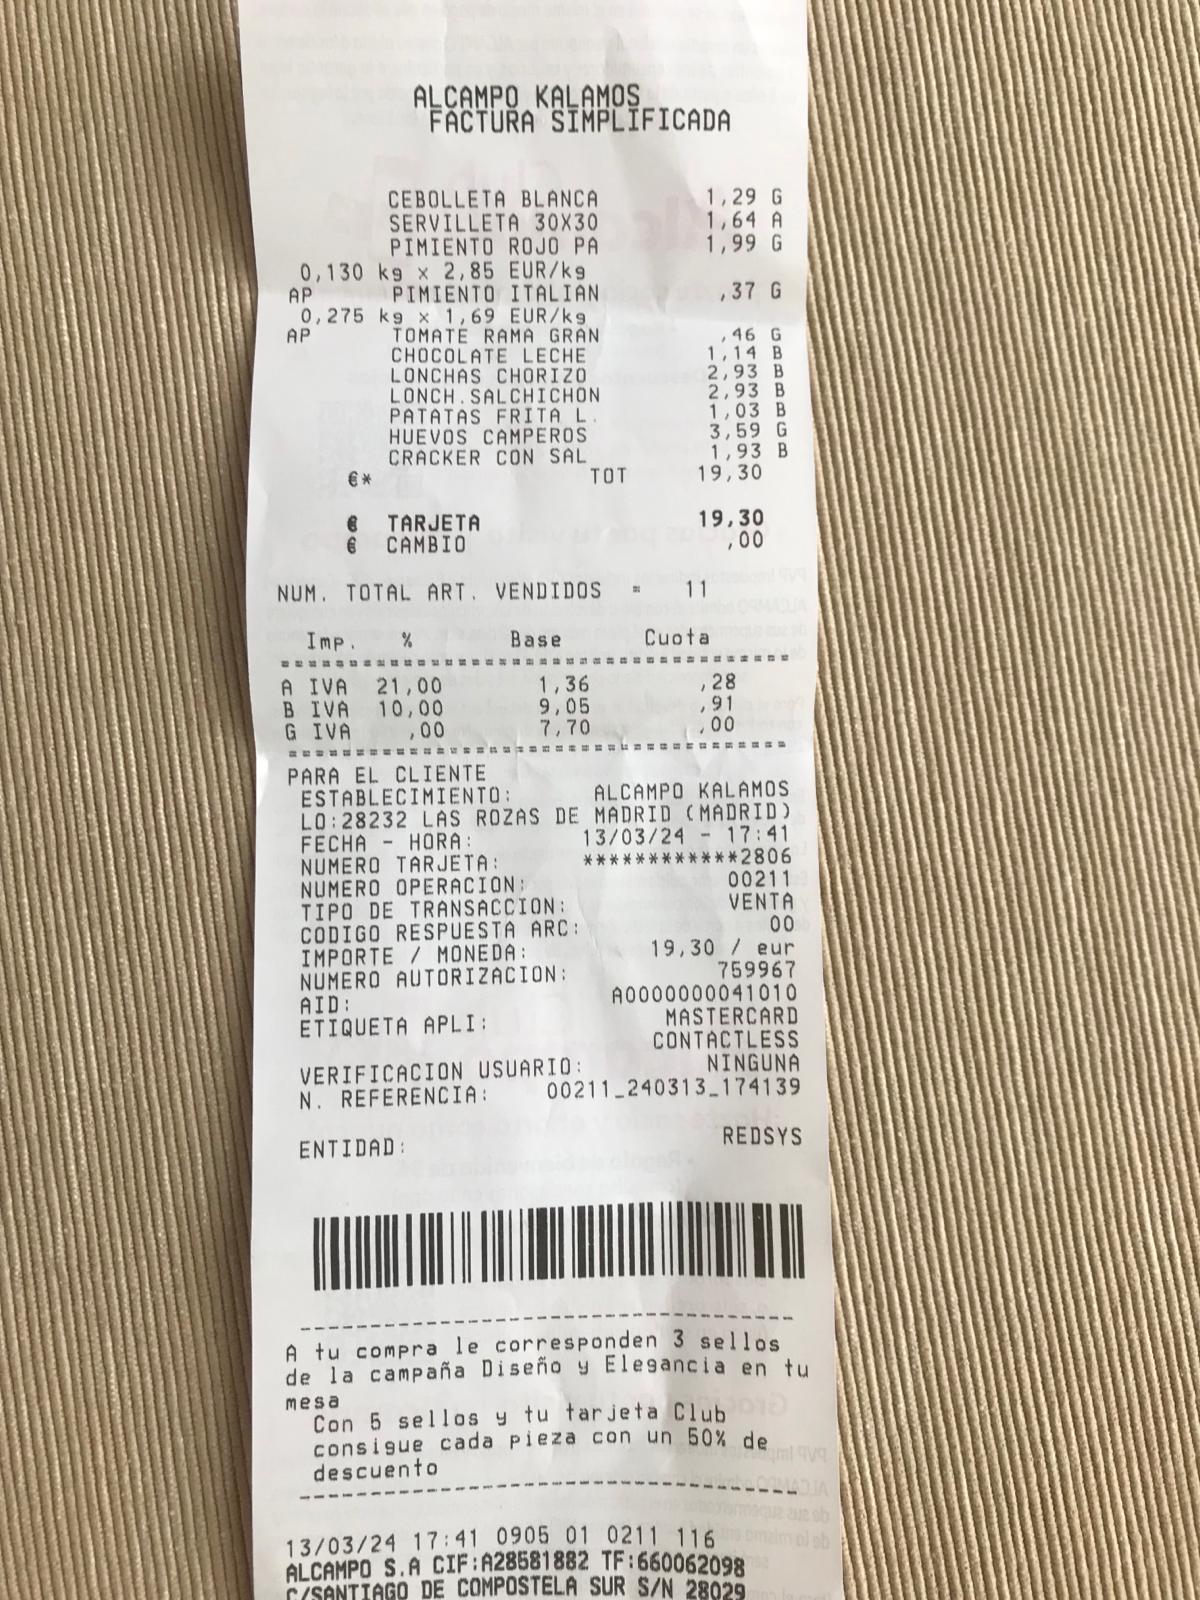 ALCAMPO KALAMOS
FACTURA SIMPLIFICADA
CEBOLLETA BLANCA 1,29 G
SERVILLETA 30X30 1,64 A
PIMIENTO ROJO PA 1,99 G
0,130 kg x 2,85 EUR/kg
AP PIMIENTO ITALIAN ,37 G
0,275 kg x 1,69 EUR/kg
AP TOMATE RAMA GRAN ,46 G
CHOCOLATE LECHE 1,14 B
LONCHAS CHORIZO 2,93 B
LONCH.SALCHICHON 2,93 B
PATATAS FRITA L. 1,03 B
HUEVOS CAMPEROS 3,59 G
CRACKER CON SAL 1,93 B
€* TOT 19,30
€ TARJETA 19,30
€ CAMBIO ,00
NUM. TOTAL ART. VENDIDOS = 11
Imp. % Base Cuota
======================================
A IVA 21,00 1,36 ,28
B IVA 10,00 9,05 ,91
G IVA ,00 7,70 ,00
======================================
PARA EL CLIENTE
ESTABLECIMIENTO: ALCAMPO KALAMOS
LO:28232 LAS ROZAS DE MADRID (MADRID)
FECHA - HORA: 13/03/24 - 17:41
NUMERO TARJETA: ************2806
NUMERO OPERACION: 00211
TIPO DE TRANSACCION: VENTA
CODIGO RESPUESTA ARC: 00
IMPORTE / MONEDA: 19,30 / eur
NUMERO AUTORIZACION: 759967
AID: A0000000041010
ETIQUETA APLI: MASTERCARD
CONTACTLESS
VERIFICACION USUARIO: NINGUNA
N. REFERENCIA: 00211_240313_174139
ENTIDAD: REDSYS
------------------------------------
A tu compra le corresponden 3 sellos
de la campaña Diseño y Elegancia en tu
mesa
Con 5 sellos y tu tarjeta Club
consigue cada pieza con un 50% de
descuento
------------------------------------
13/03/24 17:41 0905 01 0211 116
ALCAMPO S.A CIF:A28581882 TF:660062098
C/SANTIAGO DE COMPOSTELA SUR S/N 28029